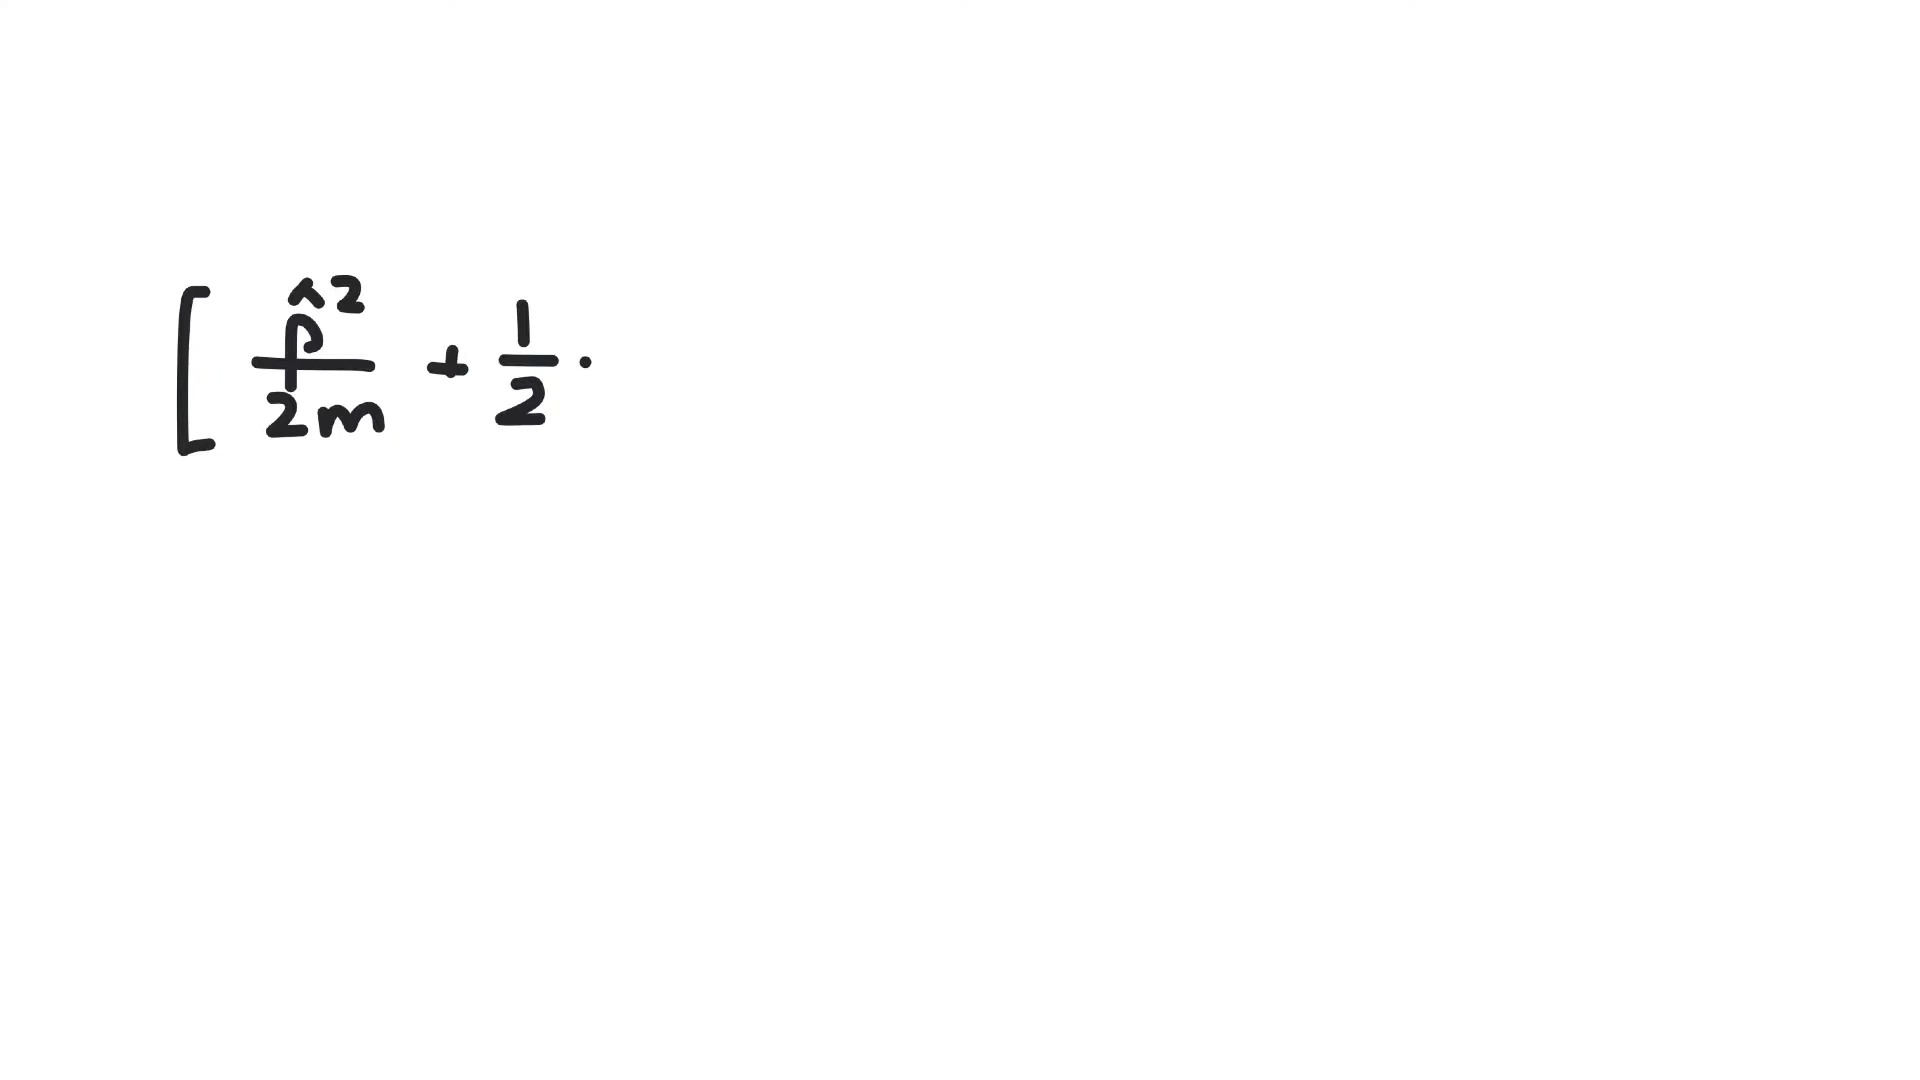 [ p̂²/2m + 1/2 ·